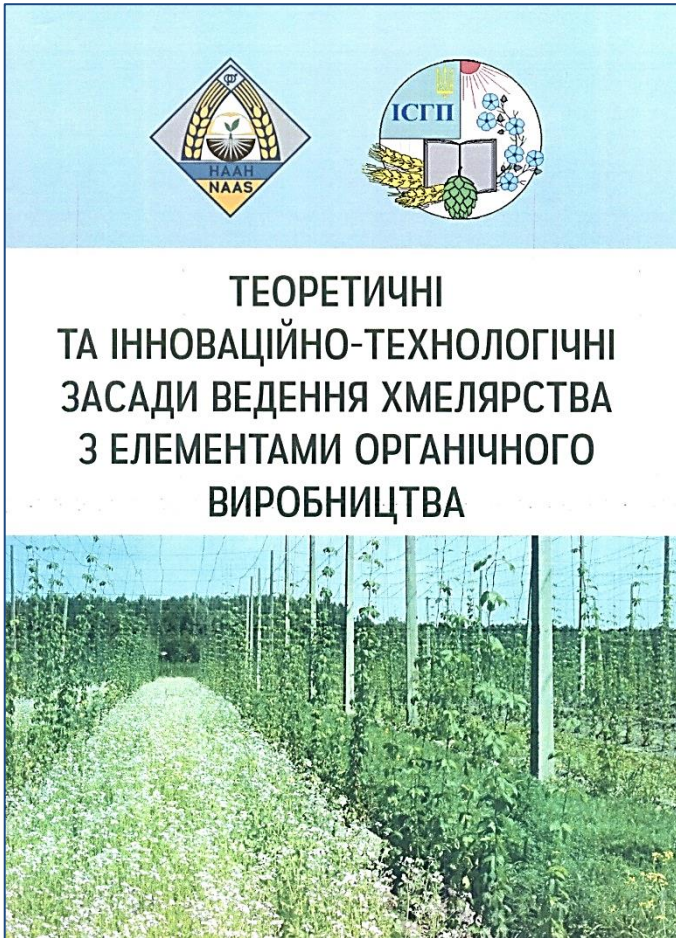 НААН
NAAS
ІСГП
ТЕОРЕТИЧНІ
ТА ІННОВАЦІЙНО-ТЕХНОЛОГІЧНІ
ЗАСАДИ ВЕДЕННЯ ХМЕЛЯРСТВА
З ЕЛЕМЕНТАМИ ОРГАНІЧНОГО
ВИРОБНИЦТВА